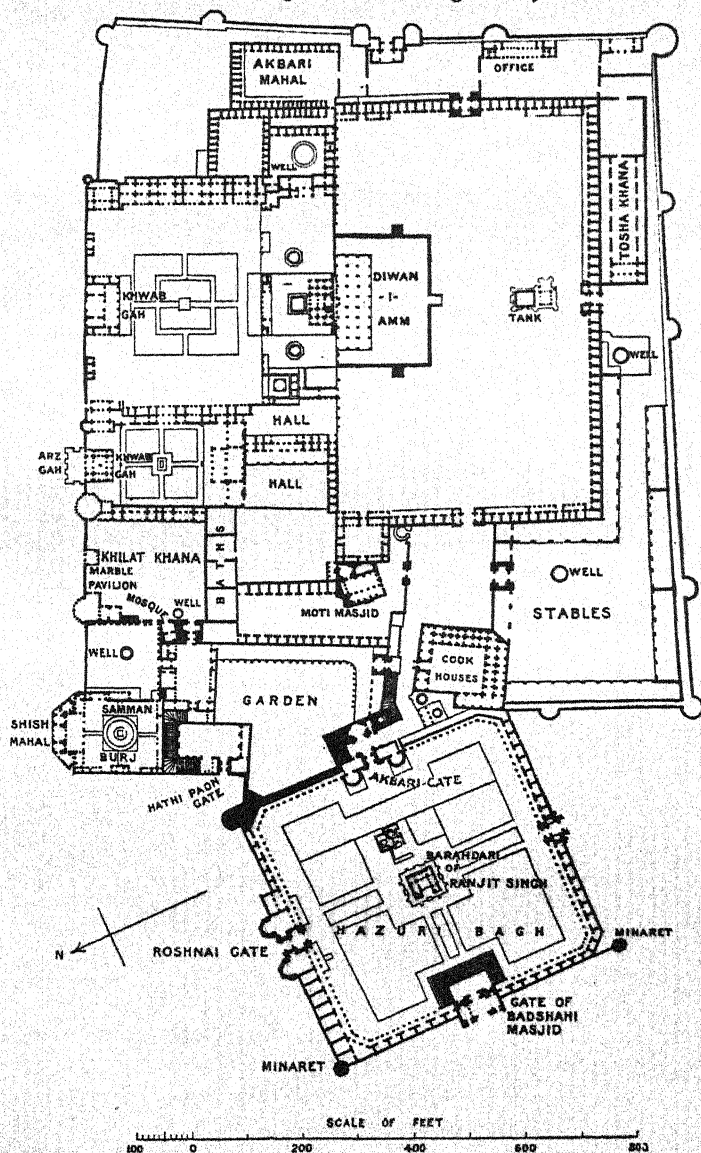 AKBARI
MAHAL
OFFICE
WELL
TOSHA KHANA
KHWAB
GAH
DIWAN
-I-
AMM
TANK
WELL
HALL
ARZ
GAH
KHWAB
GAH
HALL
KHILAT KHANA
MARBLE
PAVILION
BATHS
MOSQUE
WELL
MOTI MASJID
WELL
STABLES
WELL
COOK
HOUSES
GARDEN
SAMMAN
BURJ
SHISH
MAHAL
HATHI PAON
GATE
AKBARI-GATE
BARAHDARI
OF
RANJIT SINGH
HAZURI BAGH
N
ROSHNAI GATE
MINARET
GATE OF
BADSHAHI
MASJID
MINARET
SCALE OF FEET
100 0 200 400 600 803